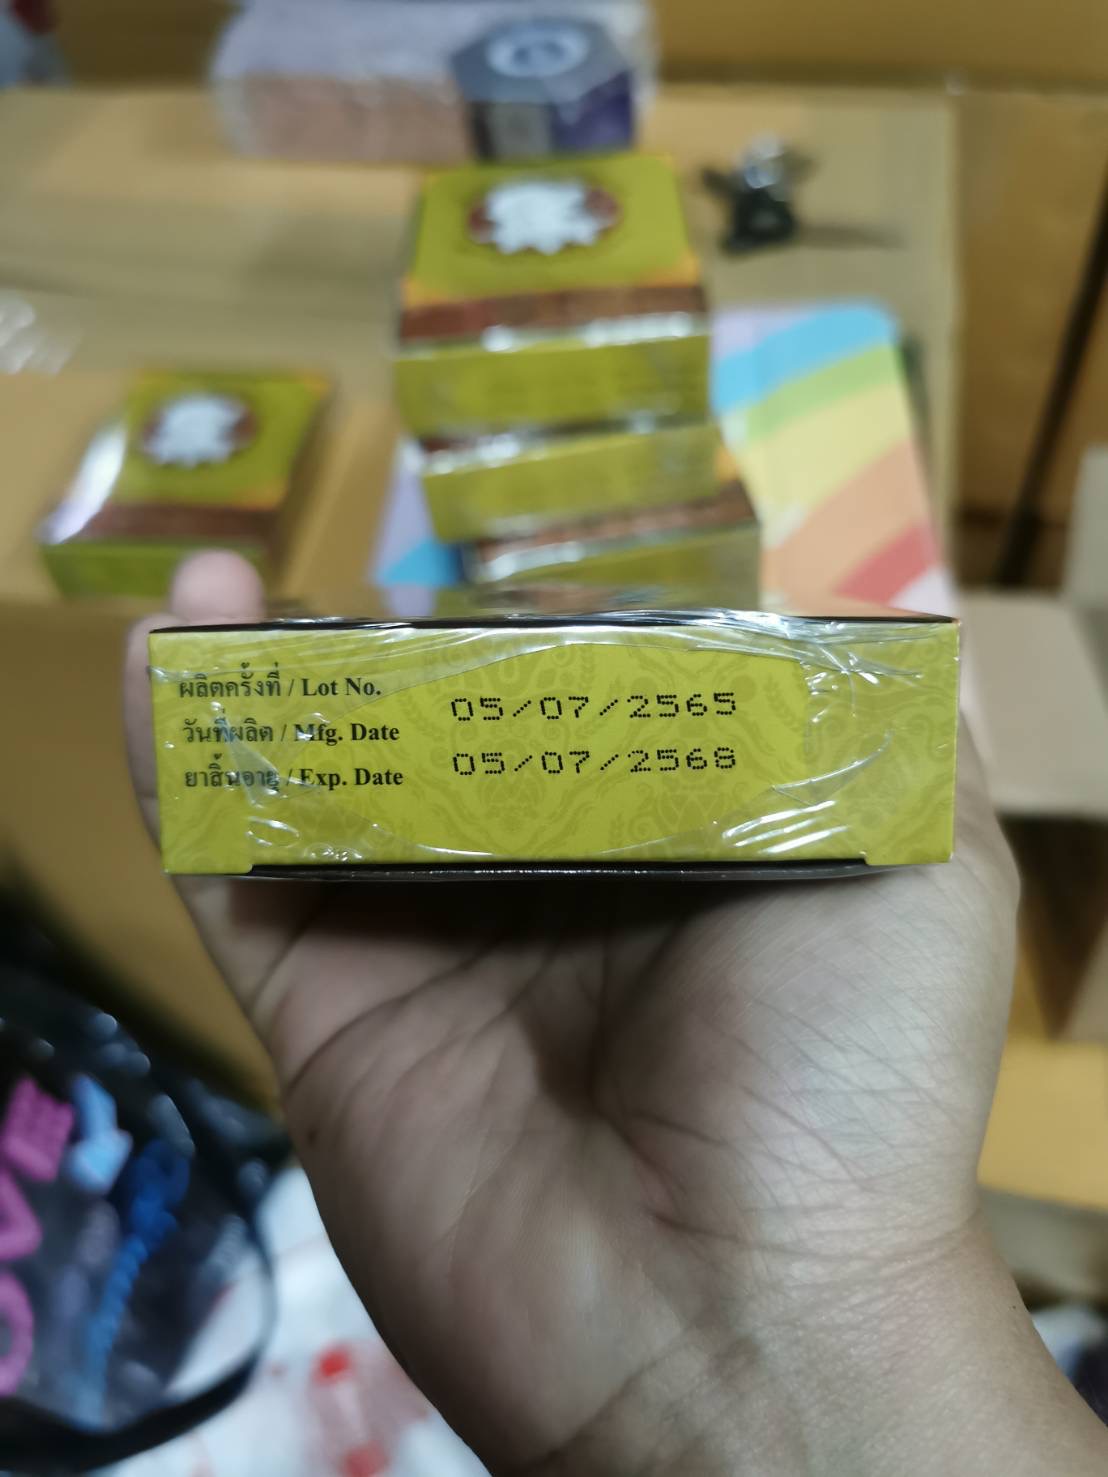 ผลิตครั้งที่ / Lot No.
วันที่ผลิต / Mfg. Date 05/07/2565
ยาสิ้นอายุ / Exp. Date 05/07/2568